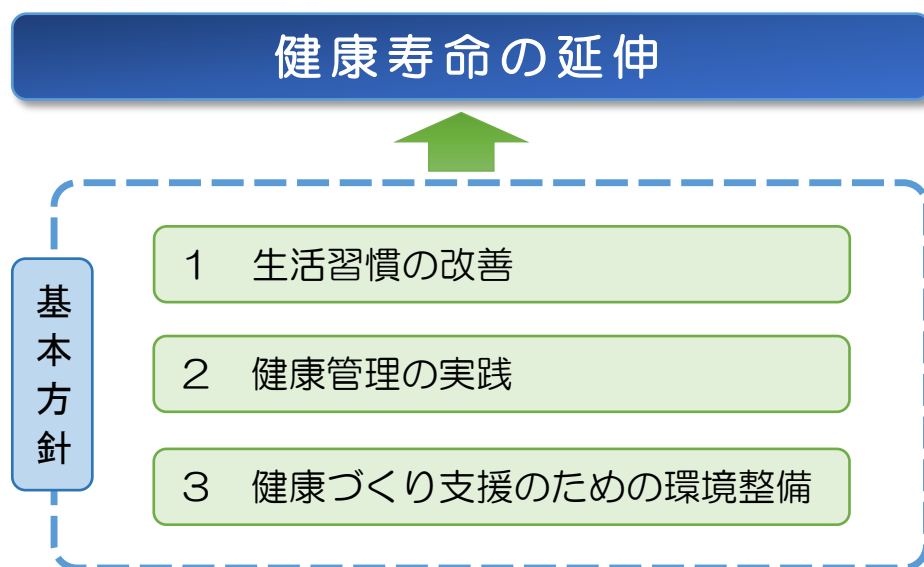 健康寿命の延伸
基本方針
１　生活習慣の改善
２　健康管理の実践
３　健康づくり支援のための環境整備